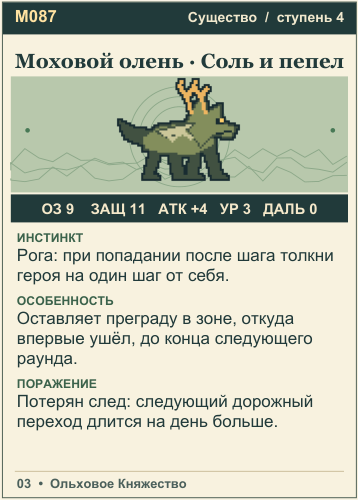 M087
Существо / ступень 4
Моховой олень · Соль и пепел
ОЗ 9 ЗАЩ 11 АТК +4 УР 3 ДАЛЬ 0
ИНСТИНКТ
Рога: при попадании после шага толкни
героя на один шаг от себя.
ОСОБЕННОСТЬ
Оставляет преграду в зоне, откуда
впервые ушёл, до конца следующего
раунда.
ПОРАЖЕНИЕ
Потерян след: следующий дорожный
переход длится на день больше.
03 • Ольховое Княжество